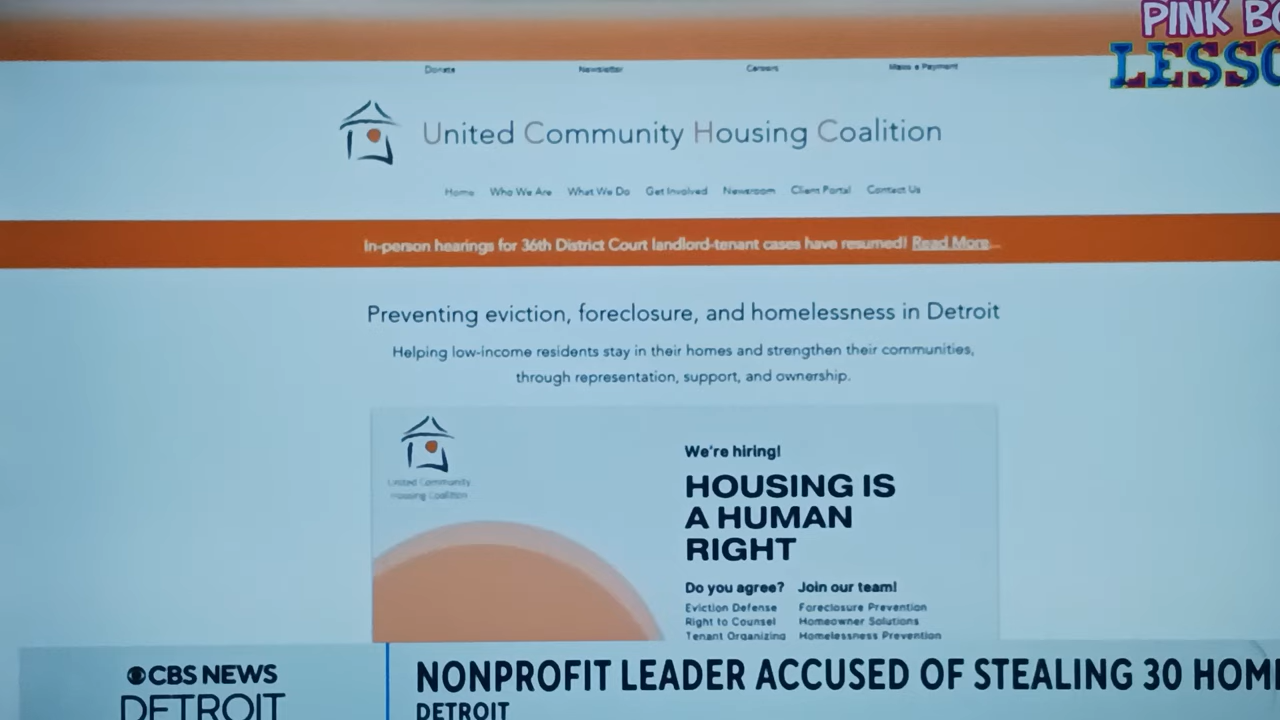 PINK BO
LESSO
Donate Newsletter Careers Make a Payment
United Community Housing Coalition
Home Who We Are What We Do Get Involved Newsroom Client Portal Contact Us
In-person hearings for 36th District Court landlord-tenant cases have resumed! Read More...
Preventing eviction, foreclosure, and homelessness in Detroit
Helping low-income residents stay in their homes and strengthen their communities,
through representation, support, and ownership.
United Community
Housing Coalition
We're hiring!
HOUSING IS
A HUMAN
RIGHT
Do you agree? Join our team!
Eviction Defense Foreclosure Prevention
Right to Counsel Homeowner Solutions
Tenant Organizing Homelessness Prevention
CBS NEWS
DETROIT
NONPROFIT LEADER ACCUSED OF STEALING 30 HOM
DETROIT